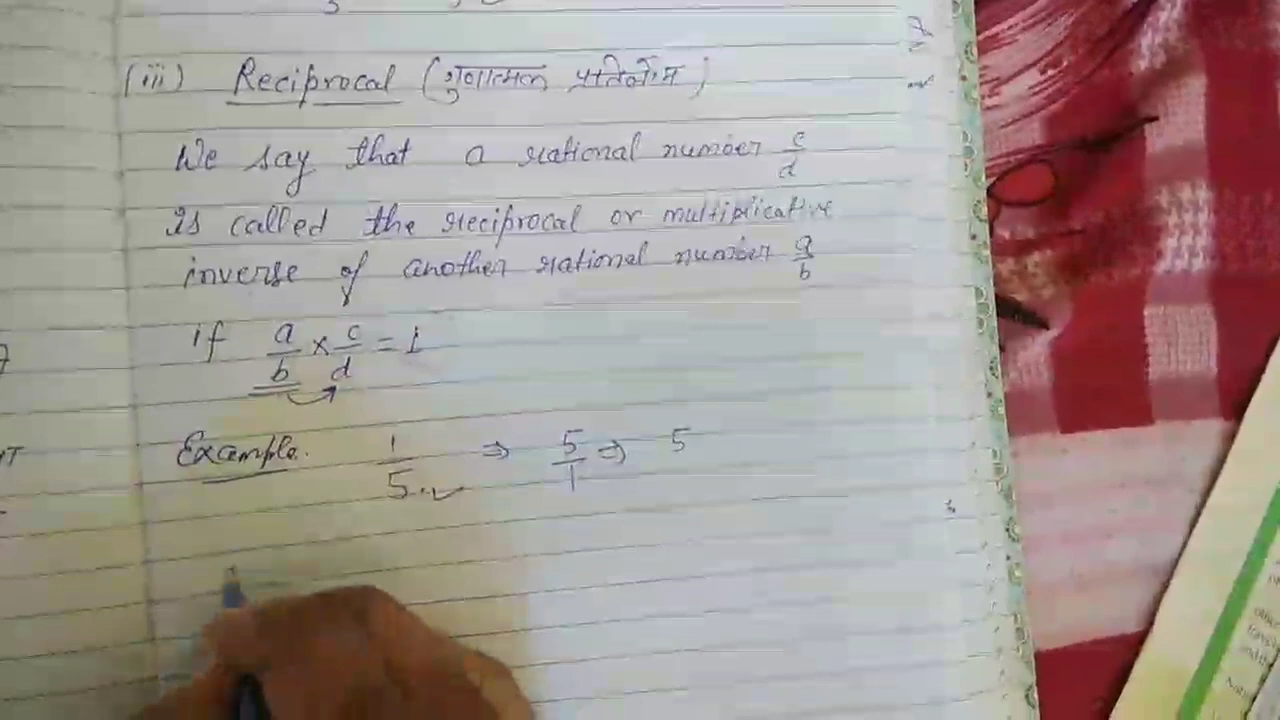 (iii) Reciprocal (गुणात्मक प्रतिलोम)
We say that a rational number c/d
is called the reciprocal or multiplicative
inverse of another rational number a/b
if a/b × c/d = 1
Example. 1/5 ⇒ 5/1 ⇒ 5